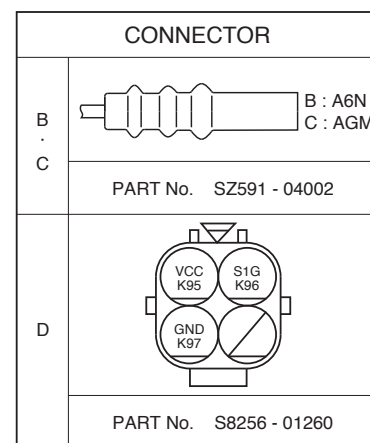 CONNECTOR
B
·
C
B : A6N
C : AGM
PART No. SZ591 - 04002
D
VCC
K95
S1G
K96
GND
K97
PART No. S8256 - 01260